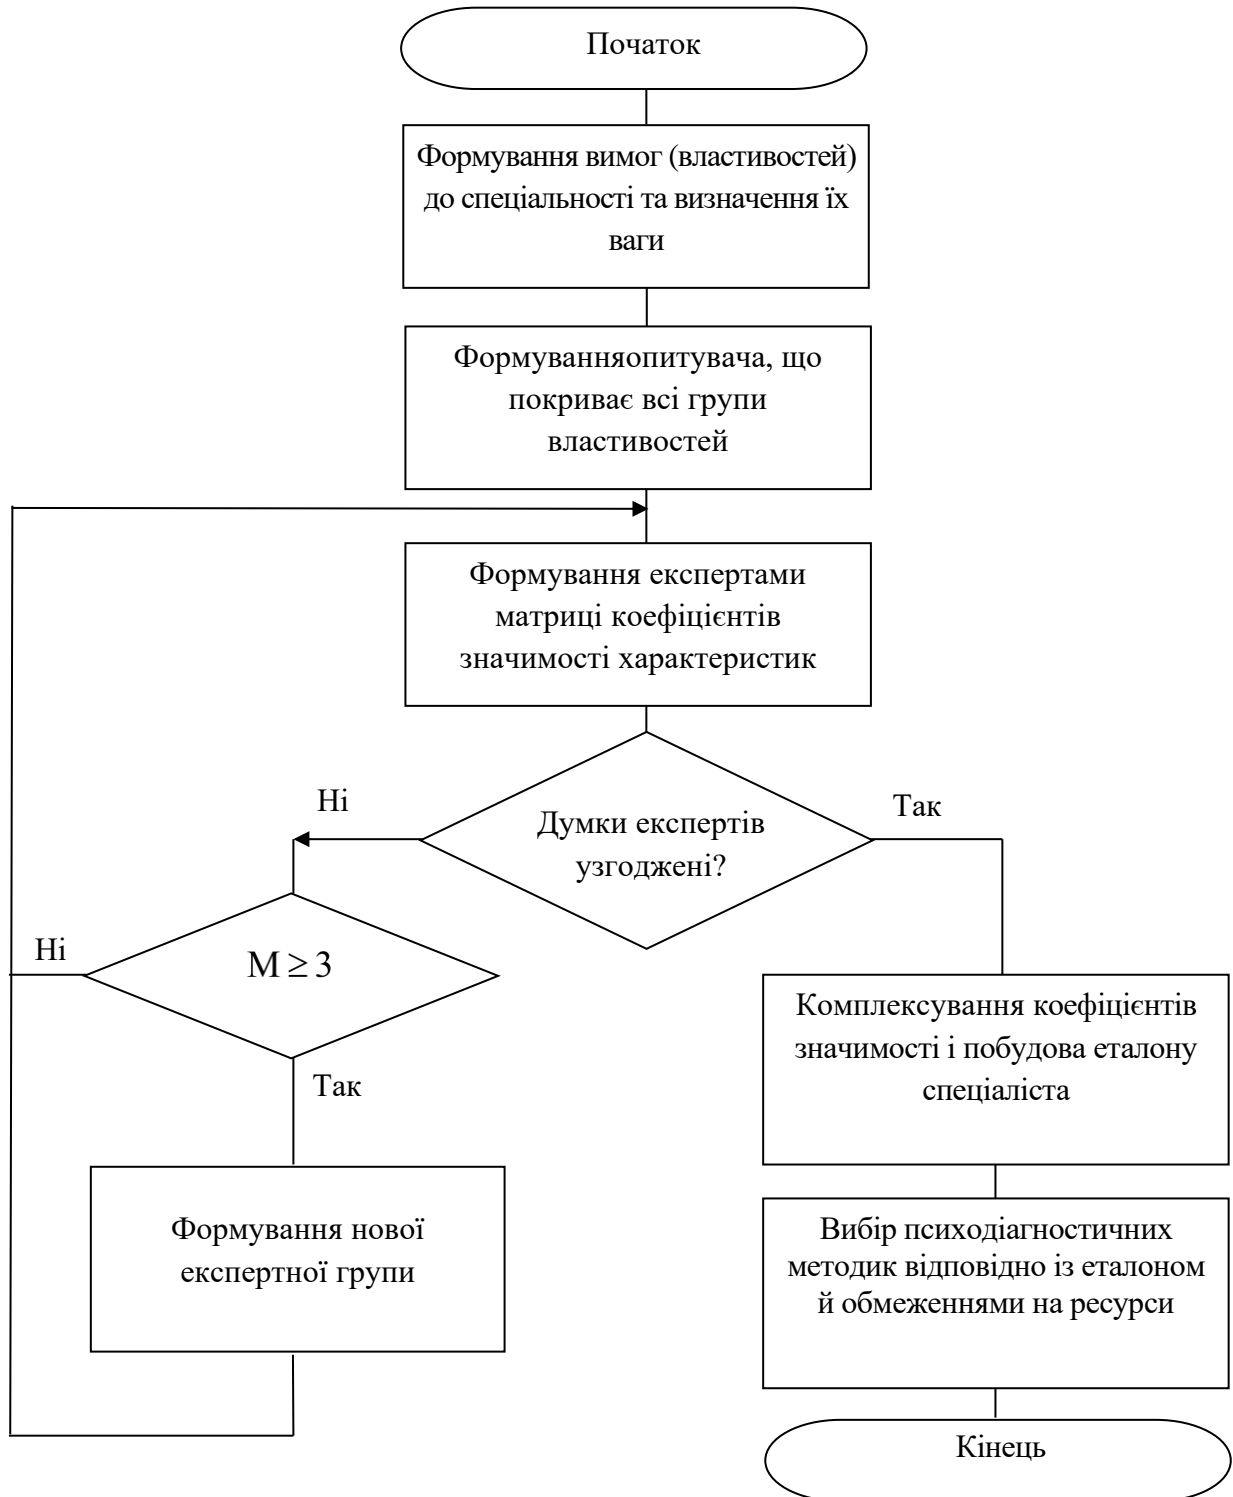 Початок
Формування вимог (властивостей)
до спеціальності та визначення їх
ваги
Формуванняопитувача, що
покриває всі групи
властивостей
Формування експертами
матриці коефіцієнтів
значимості характеристик
Ні
Думки експертів
узгоджені?
Так
Ні
M ≥ 3
Так
Комплексування коефіцієнтів
значимості і побудова еталону
спеціаліста
Формування нової
експертної групи
Вибір психодіагностичних
методик відповідно із еталоном
й обмеженнями на ресурси
Кінець